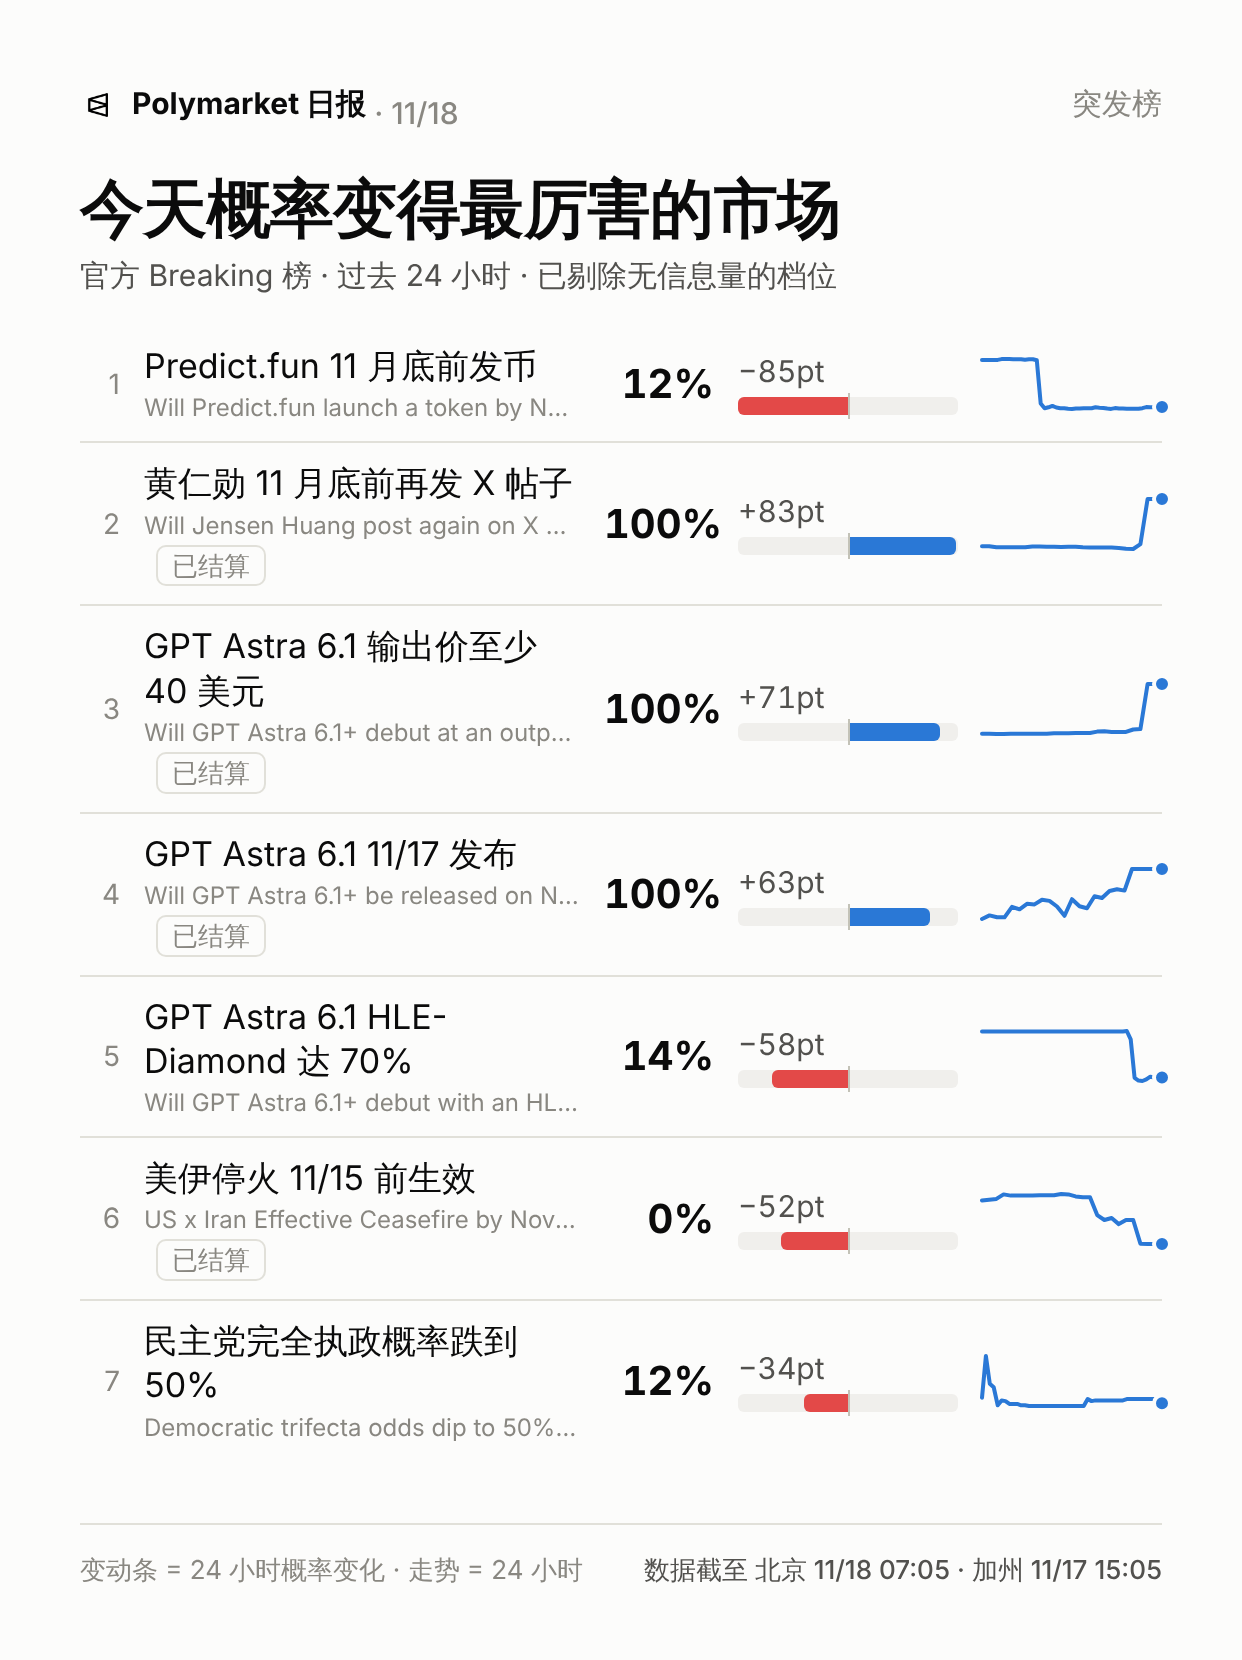 Polymarket 日报 · 11/18
突发榜
今天概率变得最厉害的市场
官方 Breaking 榜 · 过去 24 小时 · 已剔除无信息量的档位
1
Predict.fun 11 月底前发币
Will Predict.fun launch a token by N...
12%
−85pt
2
黄仁勋 11 月底前再发 X 帖子
Will Jensen Huang post again on X ...
已结算
100%
+83pt
3
GPT Astra 6.1 输出价至少
40 美元
Will GPT Astra 6.1+ debut at an outp...
已结算
100%
+71pt
4
GPT Astra 6.1 11/17 发布
Will GPT Astra 6.1+ be released on N...
已结算
100%
+63pt
5
GPT Astra 6.1 HLE-
Diamond 达 70%
Will GPT Astra 6.1+ debut with an HL...
14%
−58pt
6
美伊停火 11/15 前生效
US x Iran Effective Ceasefire by Nov...
已结算
0%
−52pt
7
民主党完全执政概率跌到
50%
Democratic trifecta odds dip to 50%...
12%
−34pt
变动条 = 24 小时概率变化 · 走势 = 24 小时
数据截至 北京 11/18 07:05 · 加州 11/17 15:05